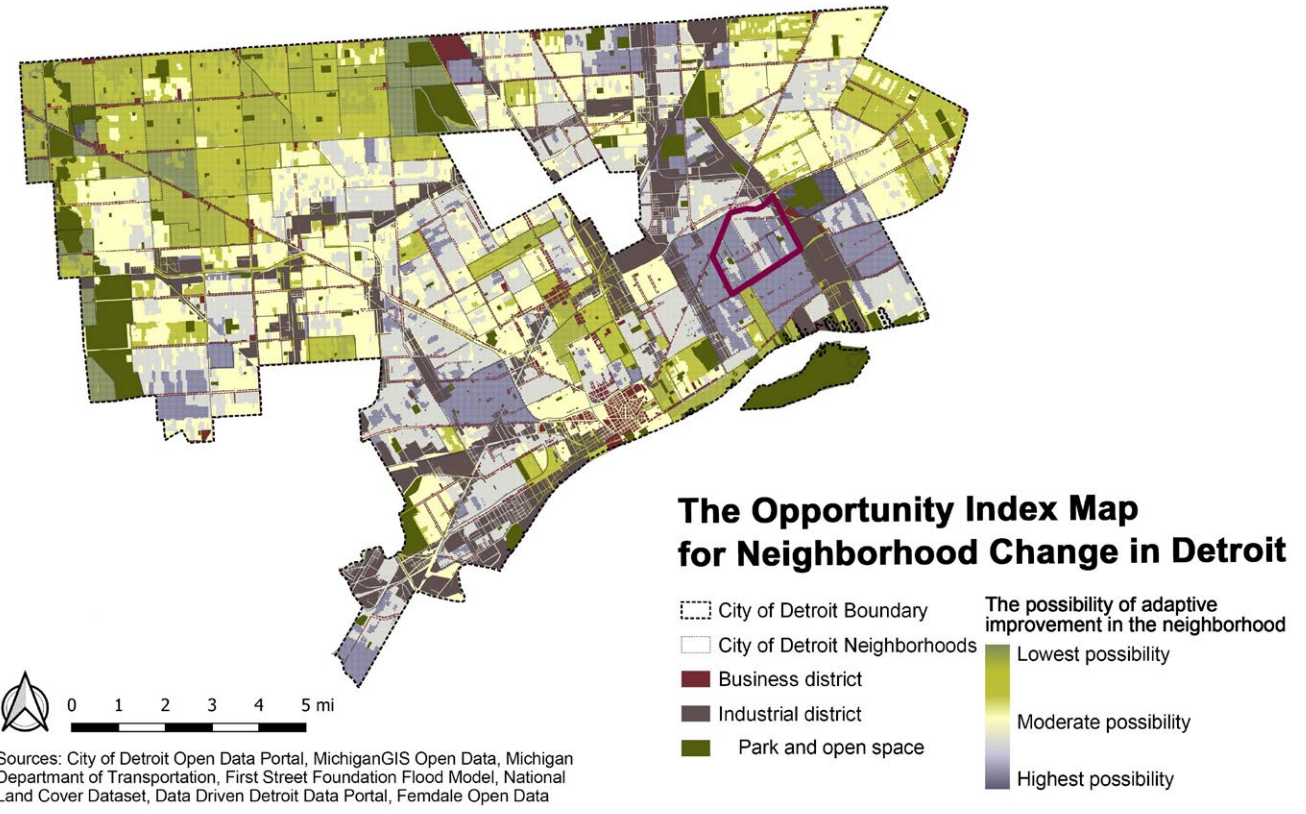 The Opportunity Index Map
for Neighborhood Change in Detroit
City of Detroit Boundary
City of Detroit Neighborhoods
Business district
Industrial district
Park and open space
The possibility of adaptive
improvement in the neighborhood
Lowest possibility
Moderate possibility
Highest possibility
0 1 2 3 4 5 mi
Sources: City of Detroit Open Data Portal, MichiganGIS Open Data, Michigan
Departmant of Transportation, First Street Foundation Flood Model, National
Land Cover Dataset, Data Driven Detroit Data Portal, Femdale Open Data